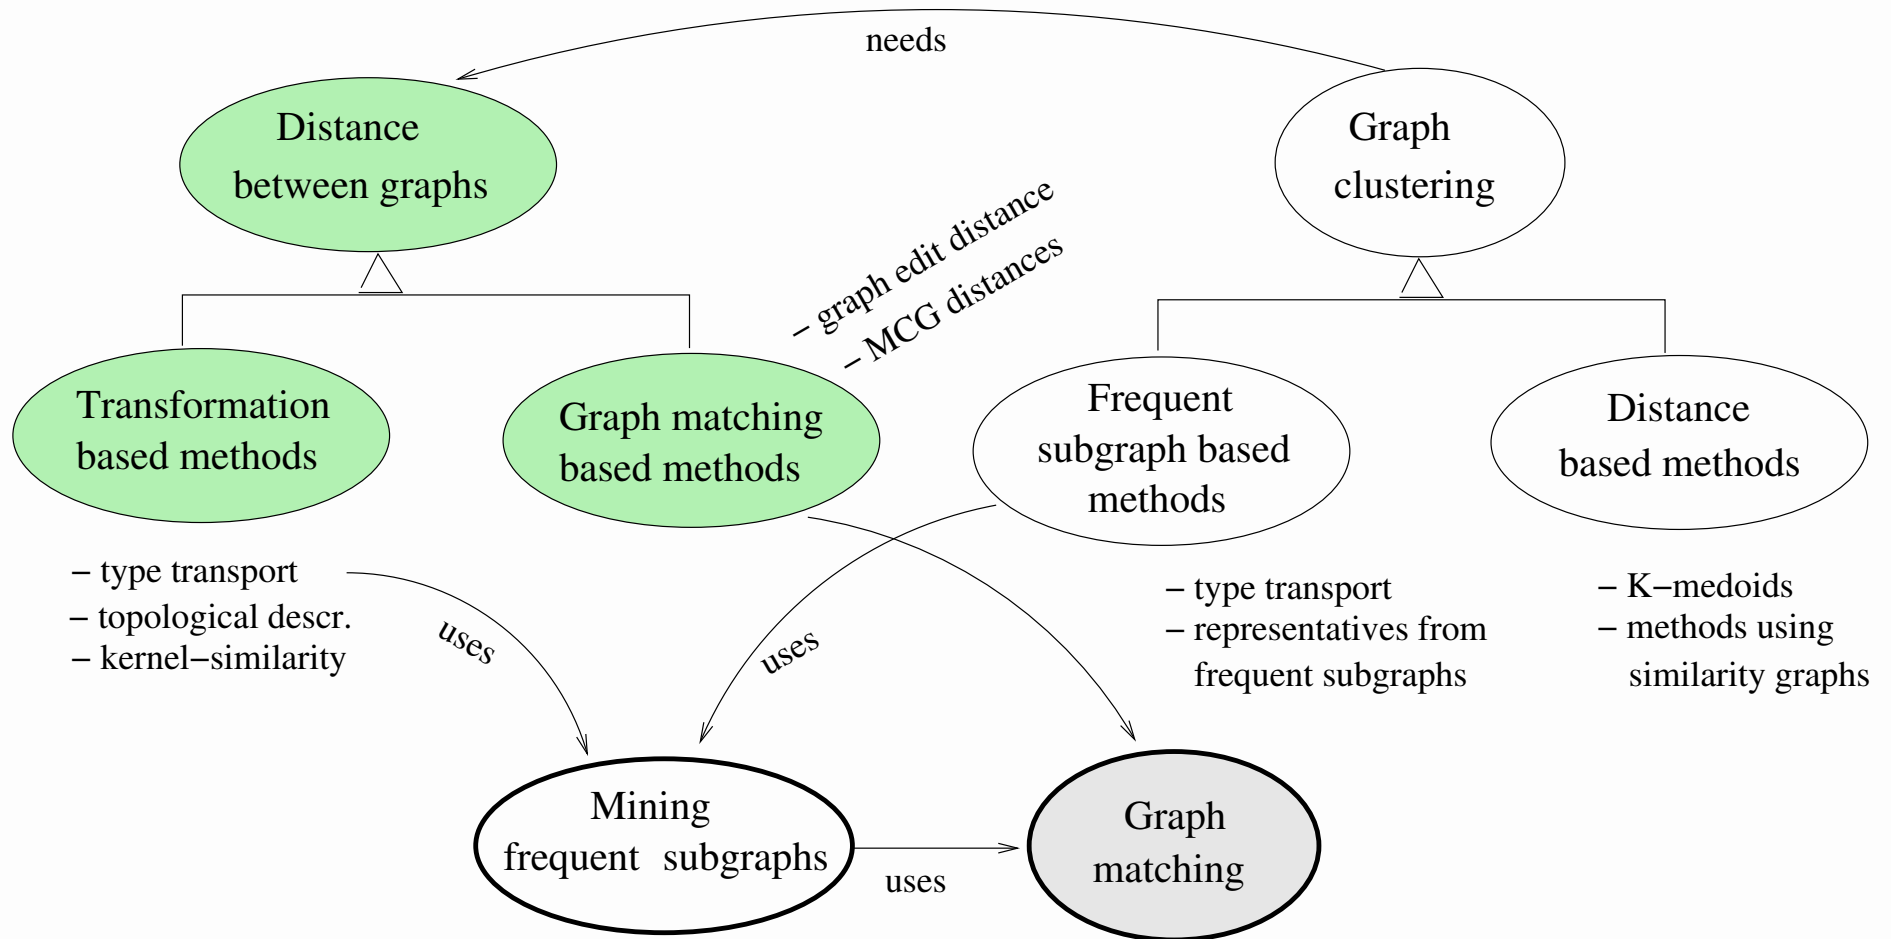 needs
Distance
between graphs
Graph
clustering
– graph edit distance
– MCG distances
Transformation
based methods
Graph matching
based methods
Frequent
subgraph based
methods
Distance
based methods
– type transport
– topological descr.
– kernel–similarity
uses
uses
– type transport
– representatives from
frequent subgraphs
– K–medoids
– methods using
similarity graphs
Mining
frequent subgraphs
uses
Graph
matching